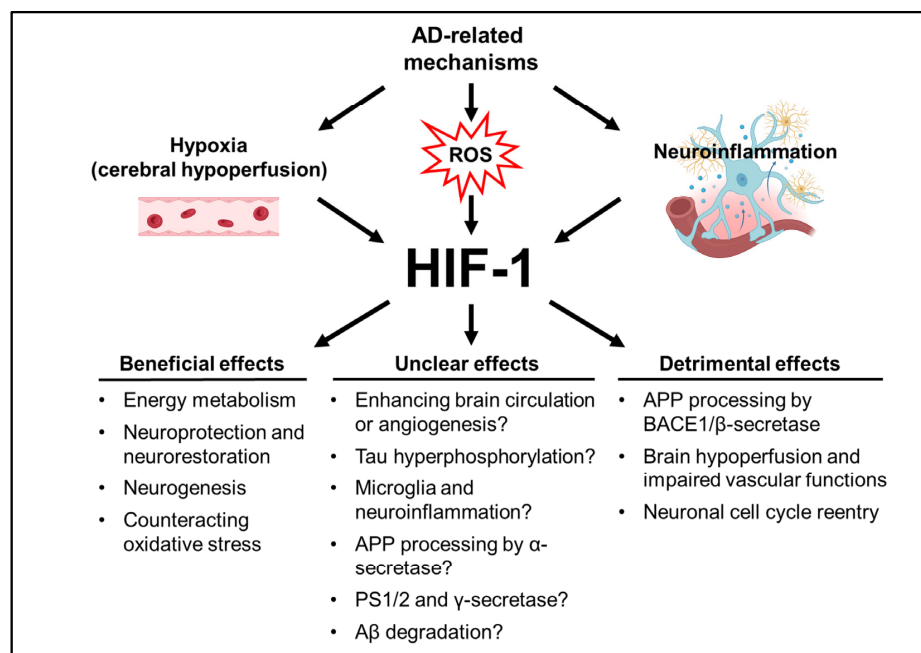 AD-related
mechanisms
Hypoxia
(cerebral hypoperfusion)
ROS
Neuroinflammation
HIF-1
Beneficial effects
• Energy metabolism
• Neuroprotection and
neurorestoration
• Neurogenesis
• Counteracting
oxidative stress
Unclear effects
• Enhancing brain circulation
or angiogenesis?
• Tau hyperphosphorylation?
• Microglia and
neuroinflammation?
• APP processing by α-
secretase?
• PS1/2 and γ-secretase?
• Aβ degradation?
Detrimental effects
• APP processing by
BACE1/β-secretase
• Brain hypoperfusion and
impaired vascular functions
• Neuronal cell cycle reentry